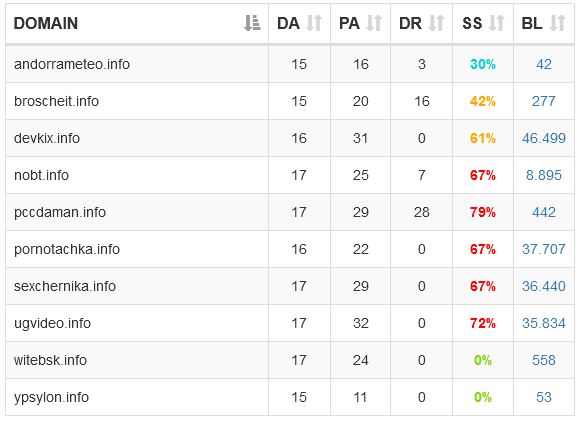 DOMAIN DA PA DR SS BL
andorrameteo.info 15 16 3 30% 42
broscheit.info 15 20 16 42% 277
devkix.info 16 31 0 61% 46.499
nobt.info 17 25 7 67% 8.895
pccdaman.info 17 29 28 79% 442
pornotachka.info 16 22 0 67% 37.707
sexchernika.info 17 29 0 67% 36.440
ugvideo.info 17 32 0 72% 35.834
witebsk.info 17 24 0 0% 558
ypsylon.info 15 11 0 0% 53